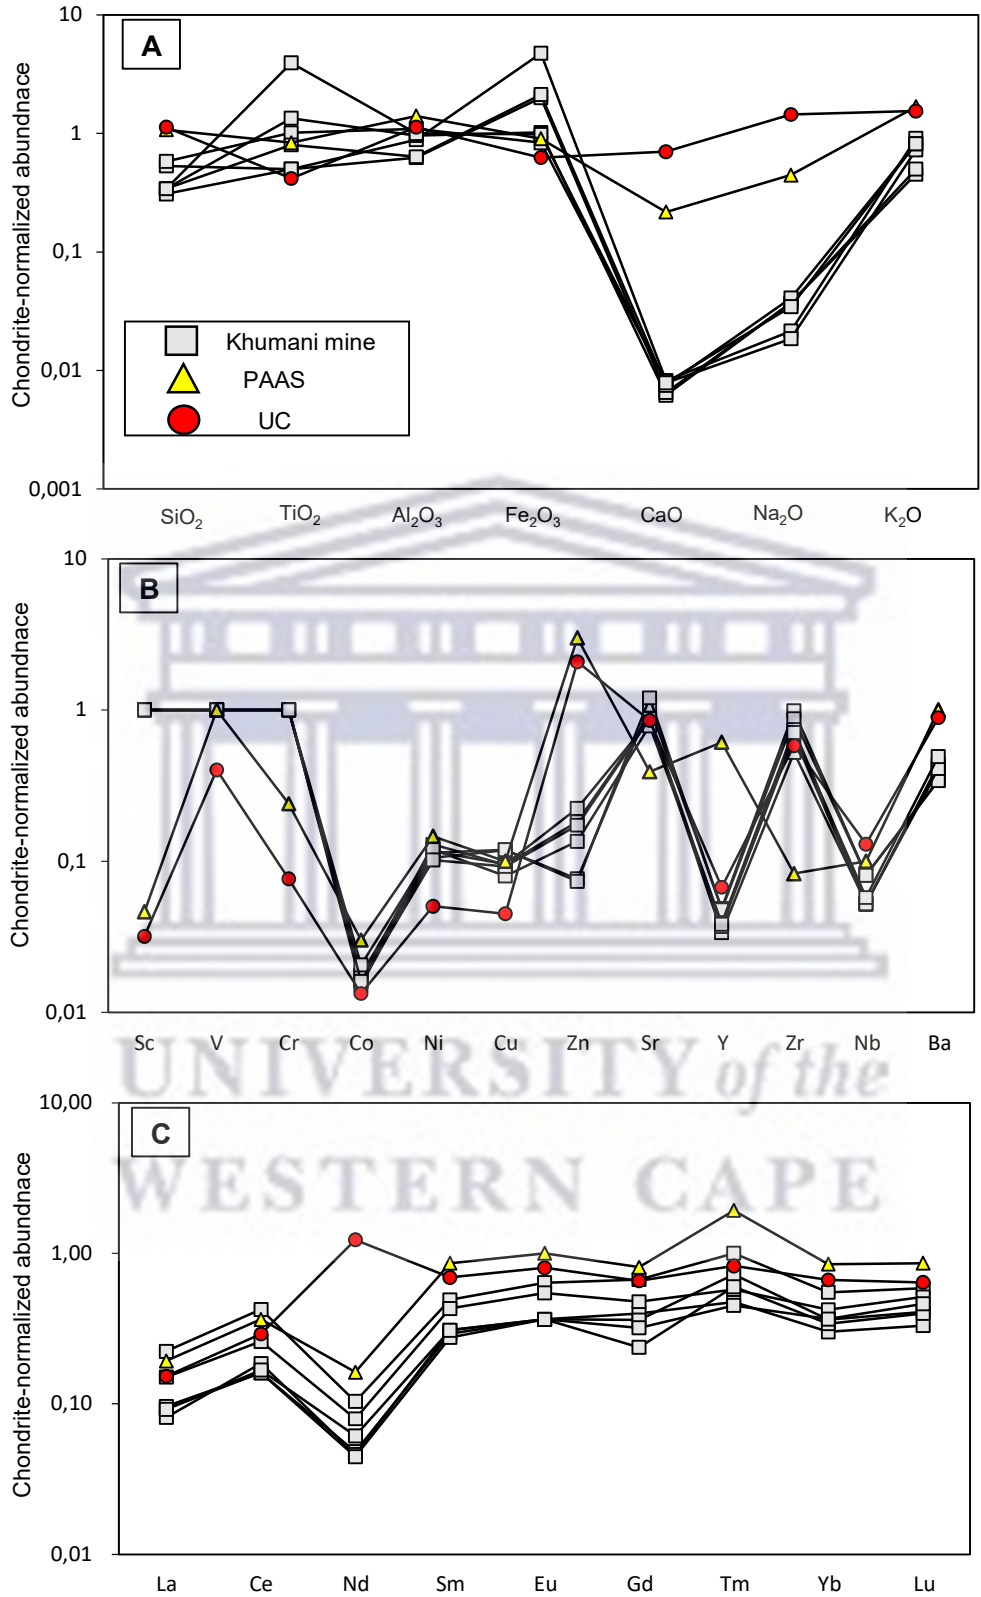 A
Chondrite-normalized abundnace
10
1
0,1
0,01
0,001
Khumani mine
PAAS
UC
SiO₂ TiO₂ Al₂O₃ Fe₂O₃ CaO Na₂O K₂O
B
Chondrite-normalized abundnace
10
1
0,1
0,01
Sc V Cr Co Ni Cu Zn Sr Y Zr Nb Ba
UNIVERSITY of the
WESTERN CAPE
C
Chondrite-normalized abundnace
10,00
1,00
0,10
0,01
La Ce Nd Sm Eu Gd Tm Yb Lu